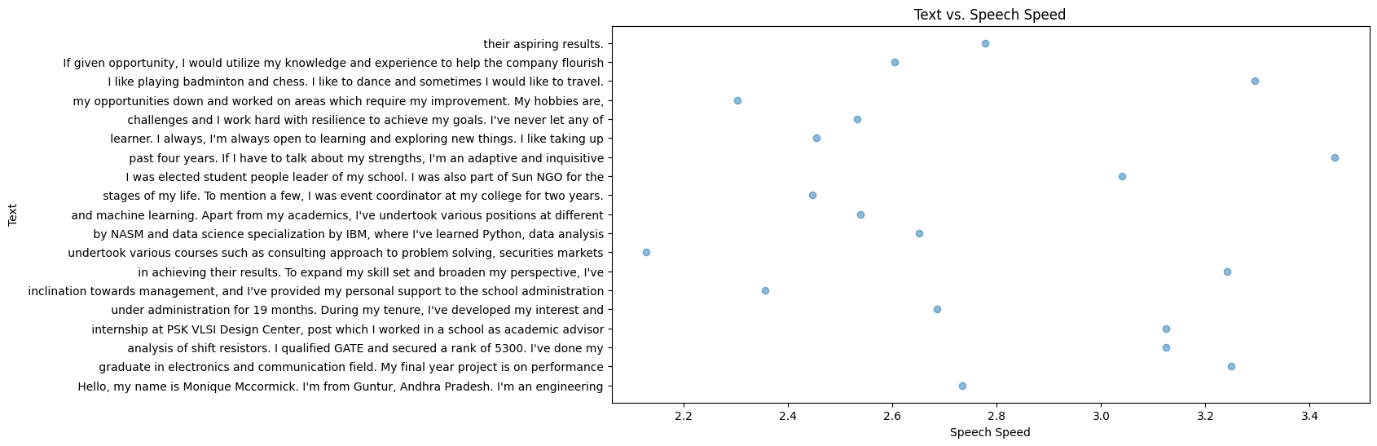 Text vs. Speech Speed
Text
their aspiring results.
If given opportunity, I would utilize my knowledge and experience to help the company flourish
I like playing badminton and chess. I like to dance and sometimes I would like to travel.
my opportunities down and worked on areas which require my improvement. My hobbies are,
challenges and I work hard with resilience to achieve my goals. I've never let any of
learner. I always, I'm always open to learning and exploring new things. I like taking up
past four years. If I have to talk about my strengths, I'm an adaptive and inquisitive
I was elected student people leader of my school. I was also part of Sun NGO for the
stages of my life. To mention a few, I was event coordinator at my college for two years.
and machine learning. Apart from my academics, I've undertook various positions at different
by NASM and data science specialization by IBM, where I've learned Python, data analysis
undertook various courses such as consulting approach to problem solving, securities markets
in achieving their results. To expand my skill set and broaden my perspective, I've
inclination towards management, and I've provided my personal support to the school administration
under administration for 19 months. During my tenure, I've developed my interest and
internship at PSK VLSI Design Center, post which I worked in a school as academic advisor
analysis of shift resistors. I qualified GATE and secured a rank of 5300. I've done my
graduate in electronics and communication field. My final year project is on performance
Hello, my name is Monique Mccormick. I'm from Guntur, Andhra Pradesh. I'm an engineering
2.2 2.4 2.6 2.8 3.0 3.2 3.4
Speech Speed